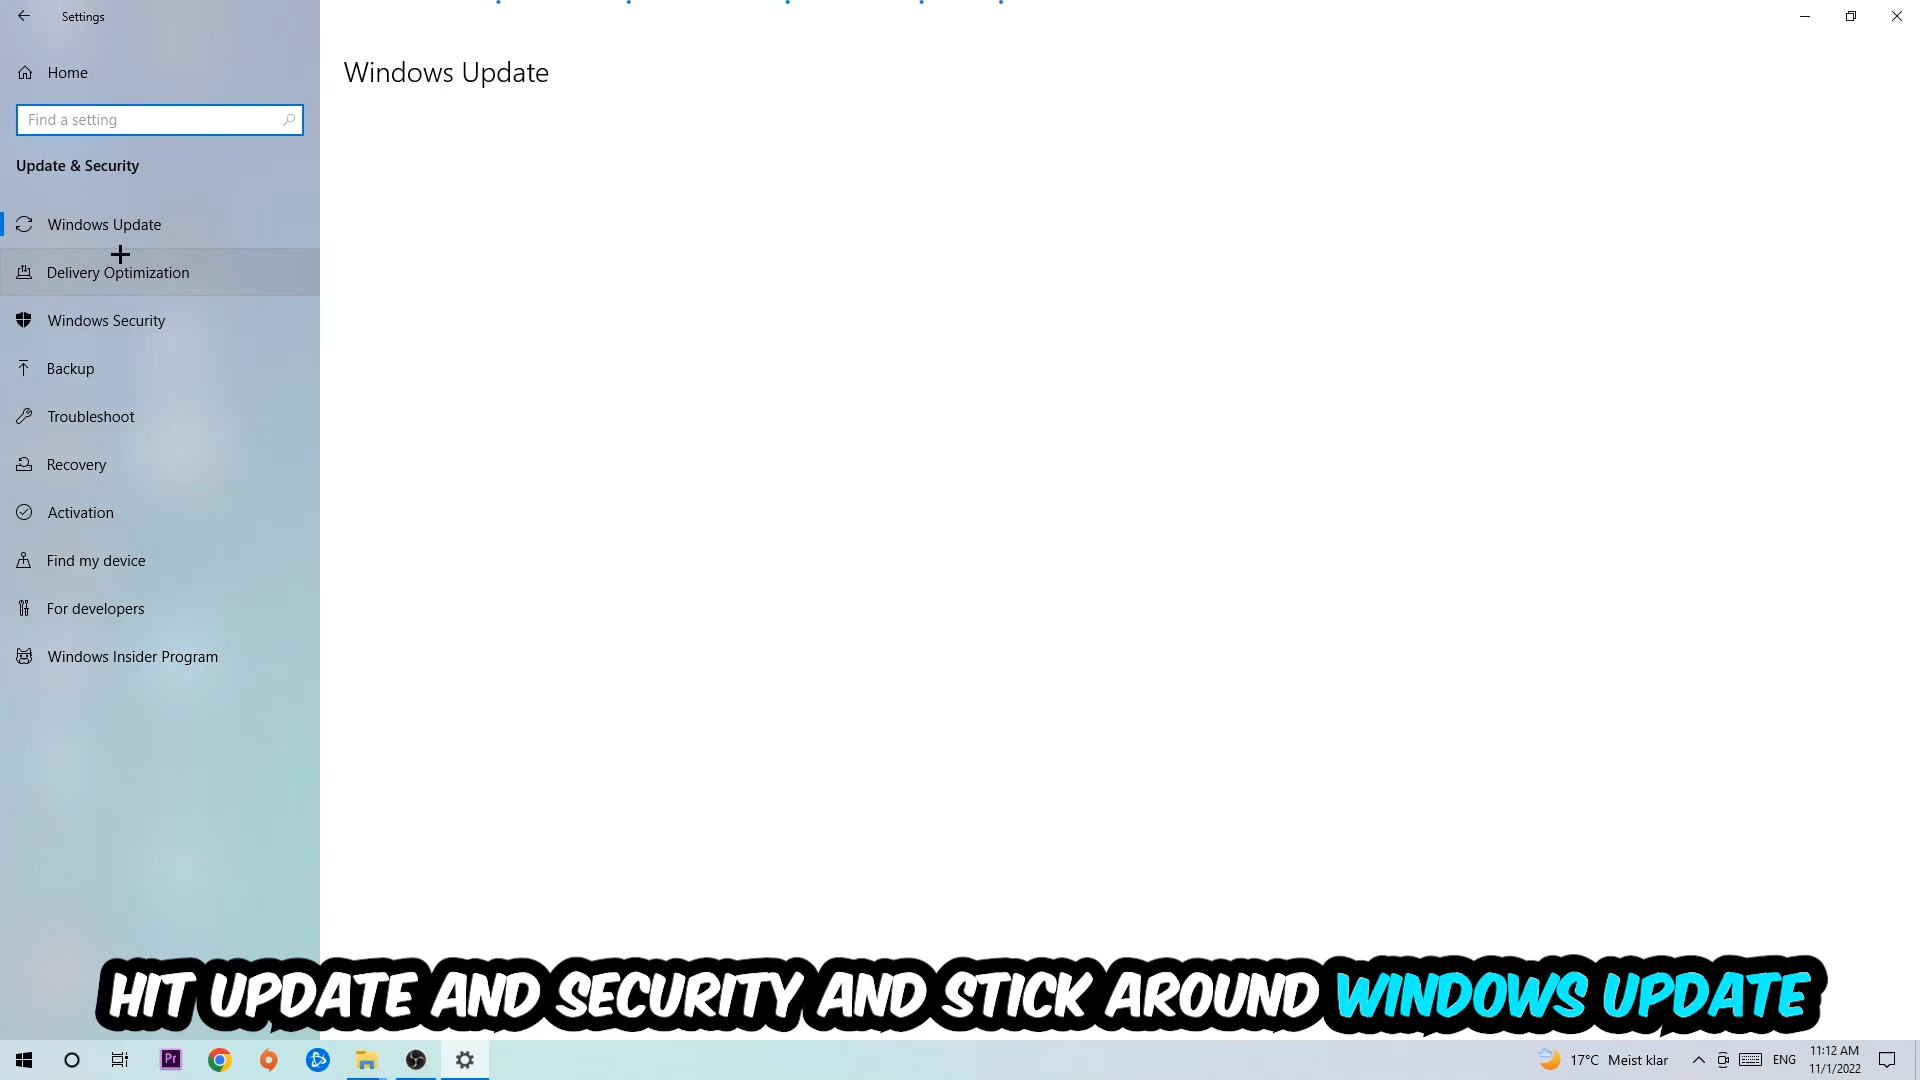 Settings
Home
Find a setting
Update & Security
Windows Update
Windows Update
Delivery Optimization
Windows Security
Backup
Troubleshoot
Recovery
Activation
Find my device
For developers
Windows Insider Program
HIT UPDATE AND SECURITY AND STICK AROUND WINDOWS UPDATE
Pr
17°C Meist klar
ENG
11:12 AM
11/1/2022